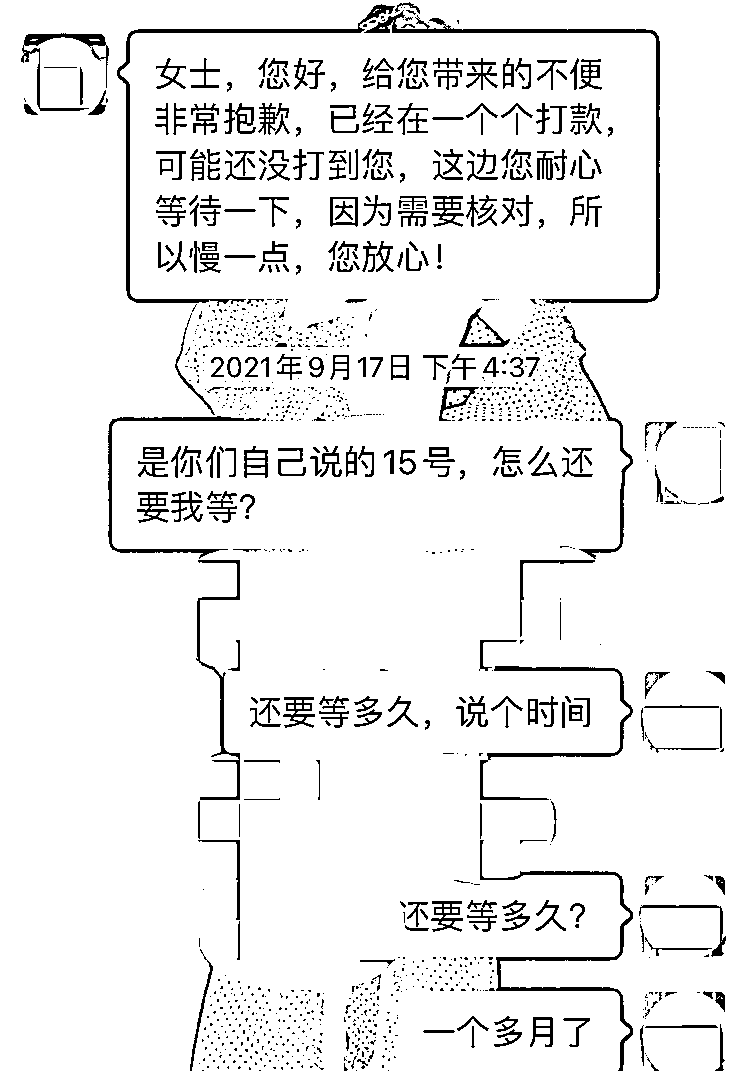 女士，您好，给您带来的不便
非常抱歉，已经在一个个打款，
可能还没打到您，这边您耐心
等待一下，因为需要核对，所
以慢一点，您放心！
2021年9月17日 下午4:37
是你们自己说的15号，怎么还
要我等？
还要等多久，说个时间
还要等多久？
一个多月了